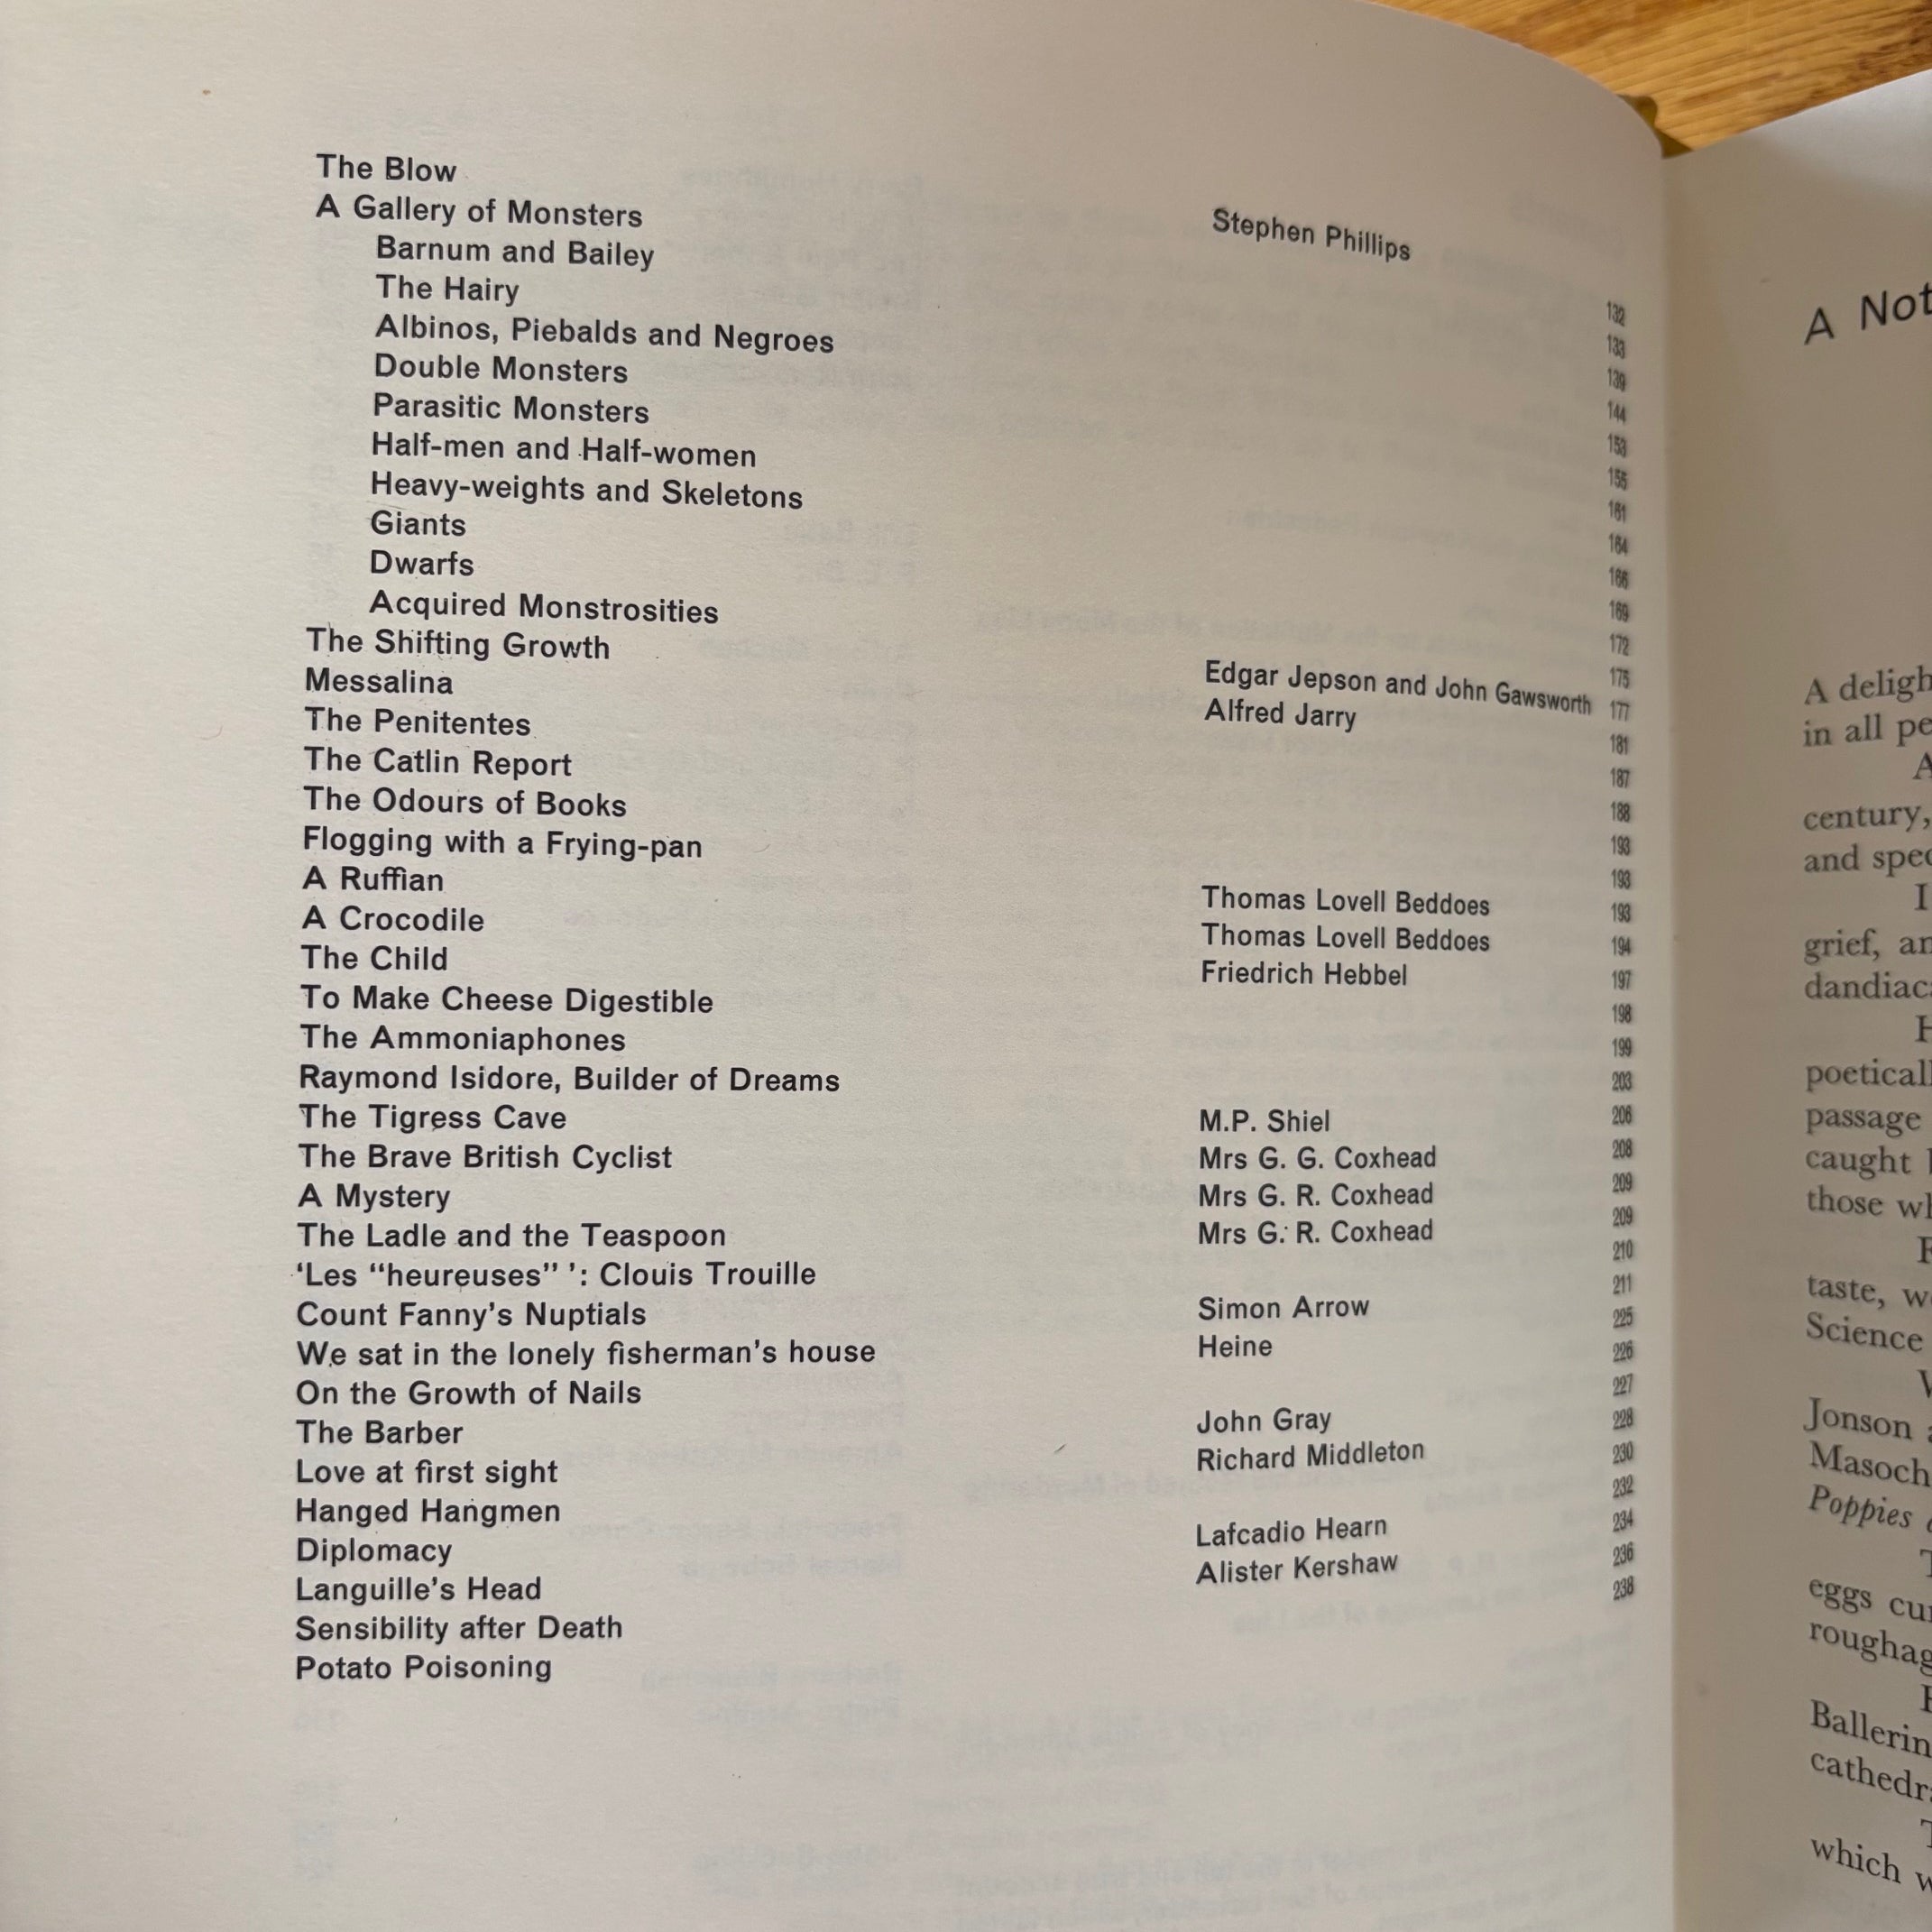 The Blow Stephen Phillips 132
A Gallery of Monsters 133
Barnum and Bailey 139
The Hairy 144
Albinos, Piebalds and Negroes 153
Double Monsters 155
Parasitic Monsters 161
Half-men and Half-women 164
Heavy-weights and Skeletons 166
Giants 169
Dwarfs 172
Acquired Monstrosities 175
The Shifting Growth Edgar Jepson and John Gawsworth 177
Messalina Alfred Jarry 181
The Penitentes 187
The Catlin Report 188
The Odours of Books 193
Flogging with a Frying-pan 193
A Ruffian Thomas Lovell Beddoes 193
A Crocodile Thomas Lovell Beddoes 194
The Child Friedrich Hebbel 197
To Make Cheese Digestible 198
The Ammoniaphones 199
Raymond Isidore, Builder of Dreams 203
The Tigress Cave M.P. Shiel 206
The Brave British Cyclist Mrs G. G. Coxhead 208
A Mystery Mrs G. R. Coxhead 209
The Ladle and the Teaspoon Mrs G. R. Coxhead 209
‘Les “heureuses” ’: Clouis Trouille 210
Count Fanny’s Nuptials Simon Arrow 211
We sat in the lonely fisherman’s house Heine 225
On the Growth of Nails 226
The Barber John Gray 227
Love at first sight Richard Middleton 228
Hanged Hangmen 230
Diplomacy Lafcadio Hearn 232
Languille’s Head Alister Kershaw 234
Sensibility after Death 236
Potato Poisoning 238
A Not
A deligh
in all pe
A
century,
and spec
I
grief, an
dandiaca
H
poeticall
passage
caught
those wh
F
taste, we
Science
Jonson
Masoch
Poppies
T
eggs cur
roughag
Ballerin
cathedra
T
which w